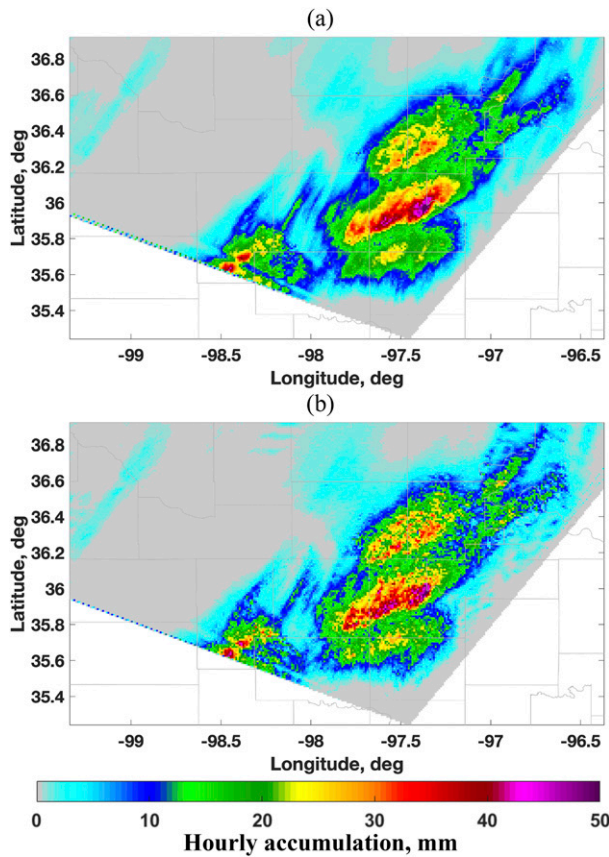 (a)
36.8
36.6
36.4
36.2
36
35.8
35.6
35.4
Latitude, deg
-99 -98.5 -98 -97.5 -97 -96.5
Longitude, deg
(b)
36.8
36.6
36.4
36.2
36
35.8
35.6
35.4
Latitude, deg
-99 -98.5 -98 -97.5 -97 -96.5
Longitude, deg
0 10 20 30 40 50
Hourly accumulation, mm